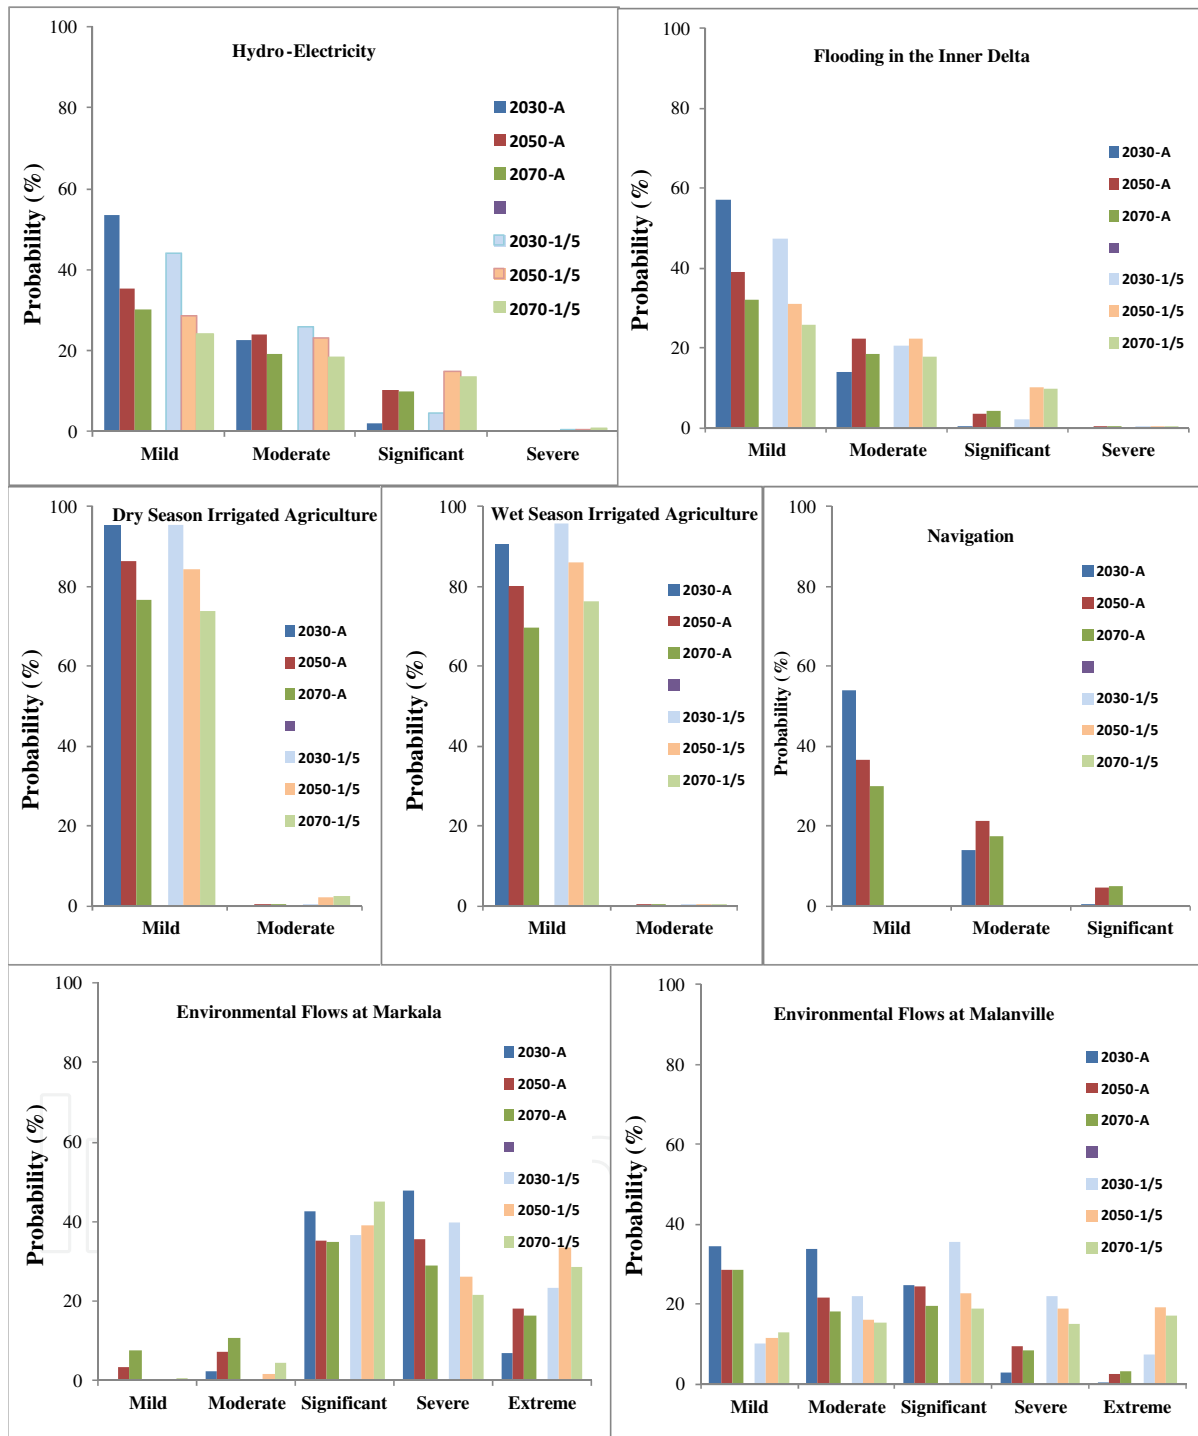 Hydro-Electricity
Probability (%)
100
80
60
40
20
0
2030-A
2050-A
2070-A
2030-1/5
2050-1/5
2070-1/5
Mild Moderate Significant Severe
Flooding in the Inner Delta
Probability (%)
100
80
60
40
20
0
2030-A
2050-A
2070-A
2030-1/5
2050-1/5
2070-1/5
Mild Moderate Significant Severe
Dry Season Irrigated Agriculture
Probability (%)
100
80
60
40
20
0
2030-A
2050-A
2070-A
2030-1/5
2050-1/5
2070-1/5
Mild Moderate
Wet Season Irrigated Agriculture
Probability (%)
100
80
60
40
20
0
2030-A
2050-A
2070-A
2030-1/5
2050-1/5
2070-1/5
Mild Moderate
Navigation
Probability (%)
100
80
60
40
20
0
2030-A
2050-A
2070-A
2030-1/5
2050-1/5
2070-1/5
Mild Moderate Significant
Environmental Flows at Markala
Probability (%)
100
80
60
40
20
0
2030-A
2050-A
2070-A
2030-1/5
2050-1/5
2070-1/5
Mild Moderate Significant Severe Extreme
Environmental Flows at Malanville
Probability (%)
100
80
60
40
20
0
2030-A
2050-A
2070-A
2030-1/5
2050-1/5
2070-1/5
Mild Moderate Significant Severe Extreme